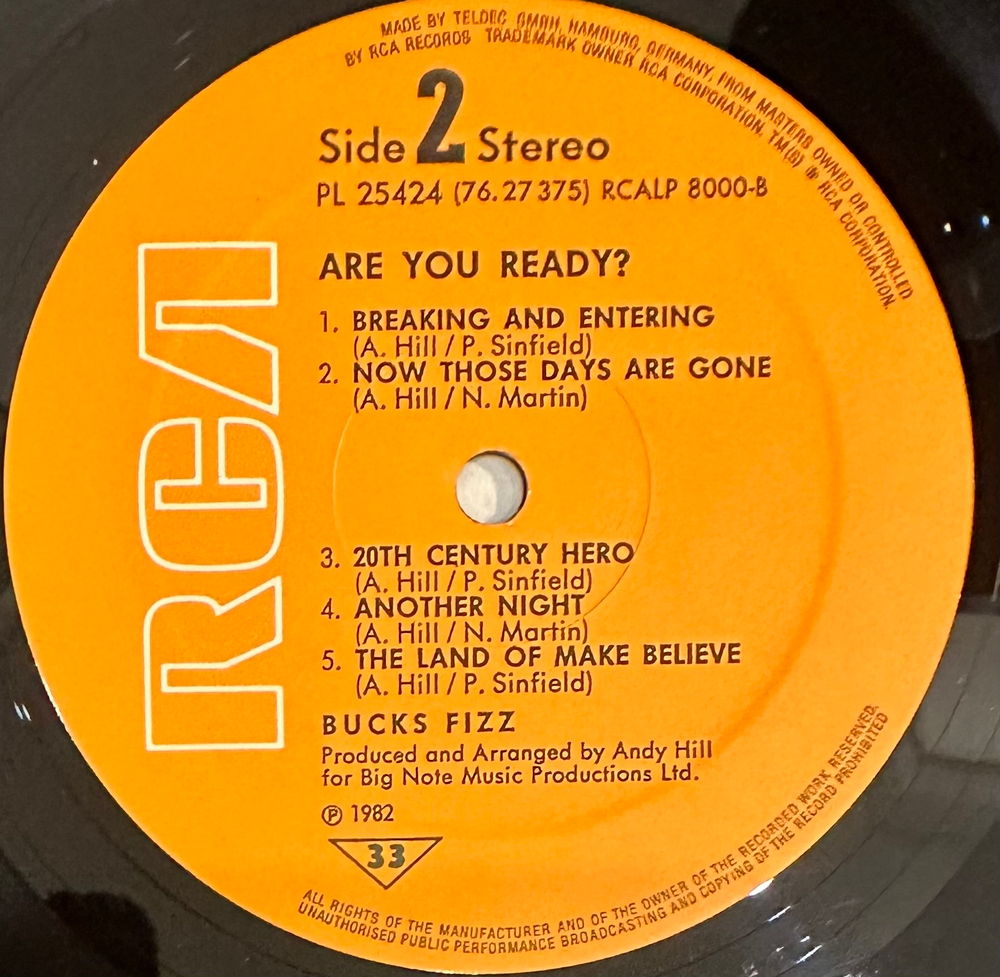 MADE BY TELDEC GMBH, HAMBURG, GERMANY, FROM MASTERS OWNED OR CONTROLLED
BY RCA RECORDS TRADEMARK OWNER RCA CORPORATION. TM(S) ® RCA CORPORATION.
Side 2 Stereo
PL 25424 (76.27375) RCALP 8000-B
ARE YOU READY?
1. BREAKING AND ENTERING
(A. Hill / P. Sinfield)
2. NOW THOSE DAYS ARE GONE
(A. Hill / N. Martin)
RCA
3. 20TH CENTURY HERO
(A. Hill / P. Sinfield)
4. ANOTHER NIGHT
(A. Hill / N. Martin)
5. THE LAND OF MAKE BELIEVE
(A. Hill / P. Sinfield)
BUCKS FIZZ
Produced and Arranged by Andy Hill
for Big Note Music Productions Ltd.
℗ 1982
33
ALL RIGHTS OF THE MANUFACTURER AND OF THE OWNER OF THE RECORDED WORK RESERVED.
UNAUTHORISED PUBLIC PERFORMANCE BROADCASTING AND COPYING OF THE RECORD PROHIBITED